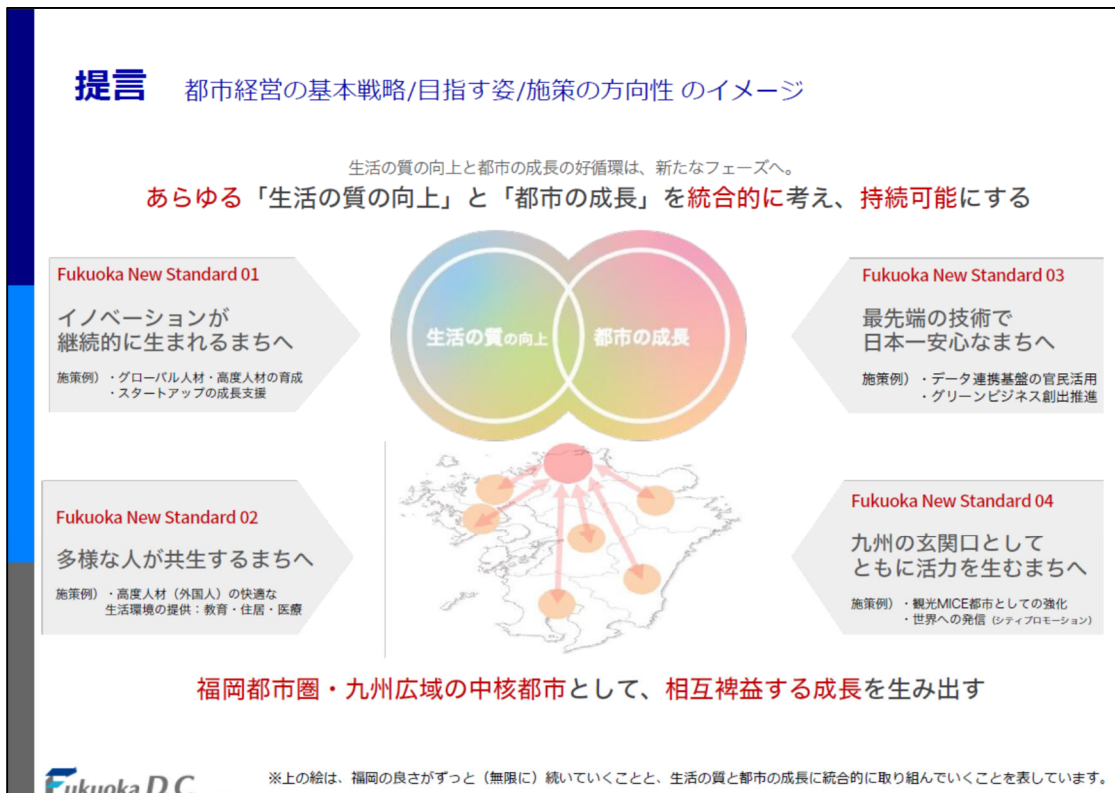 提言 都市経営の基本戦略/目指す姿/施策の方向性 のイメージ
生活の質の向上と都市の成長の好循環は、新たなフェーズへ。
あらゆる「生活の質の向上」と「都市の成長」を統合的に考え、持続可能にする
Fukuoka New Standard 01
イノベーションが
継続的に生まれるまちへ
施策例）・グローバル人材・高度人材の育成
・スタートアップの成長支援
生活の質の向上
都市の成長
Fukuoka New Standard 03
最先端の技術で
日本一安心なまちへ
施策例）・データ連携基盤の官民活用
・グリーンビジネス創出推進
Fukuoka New Standard 02
多様な人が共生するまちへ
施策例）・高度人材（外国人）の快適な
生活環境の提供：教育・住居・医療
Fukuoka New Standard 04
九州の玄関口として
ともに活力を生むまちへ
施策例）・観光MICE都市としての強化
・世界への発信（シティプロモーション）
福岡都市圏・九州広域の中核都市として、相互裨益する成長を生み出す
Fukuoka D.C.
※上の絵は、福岡の良さがずっと（無限に）続いていくことと、生活の質と都市の成長に統合的に取り組んでいくことを表しています。